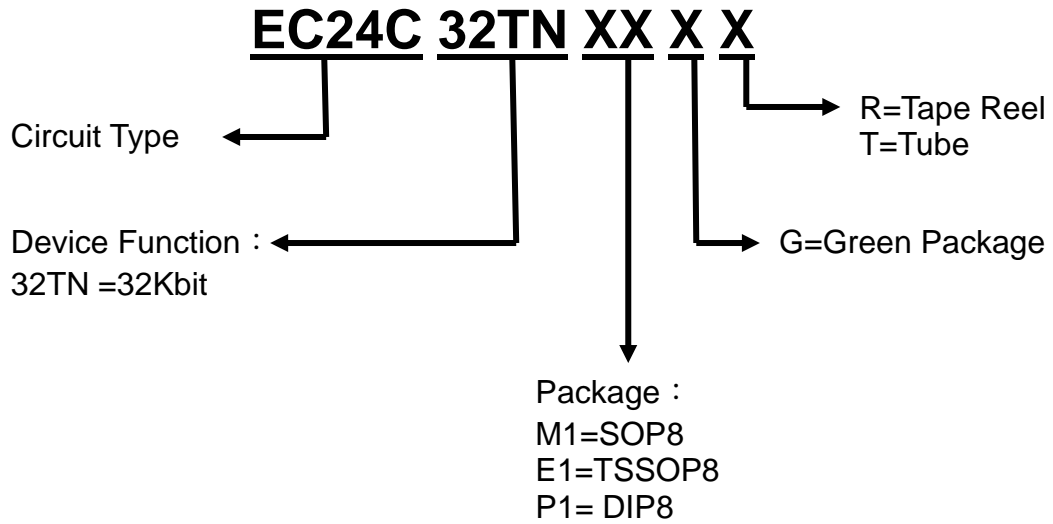 EC24C 32TN XX X X
R=Tape Reel
T=Tube
Circuit Type
Device Function：
32TN =32Kbit
G=Green Package
Package：
M1=SOP8
E1=TSSOP8
P1= DIP8